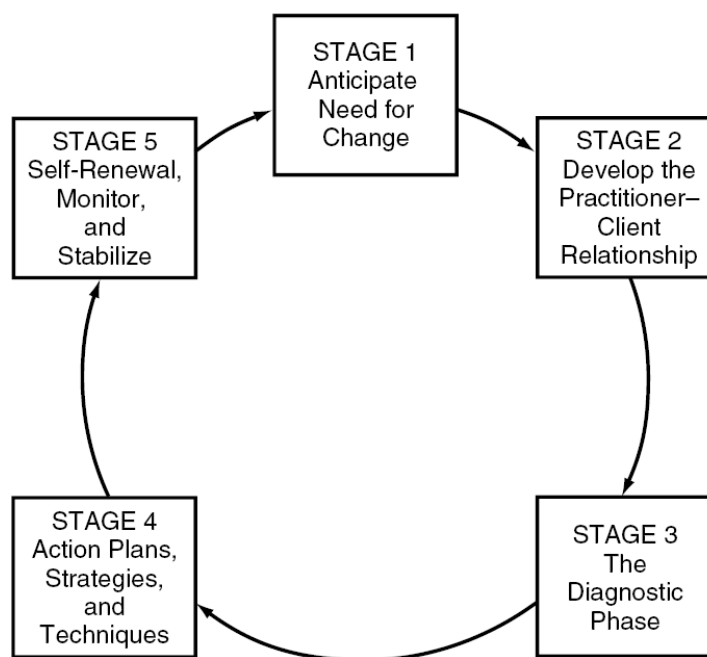 STAGE 1
Anticipate
Need for
Change
STAGE 2
Develop the
Practitioner–
Client
Relationship
STAGE 3
The
Diagnostic
Phase
STAGE 4
Action Plans,
Strategies,
and
Techniques
STAGE 5
Self-Renewal,
Monitor,
and
Stabilize